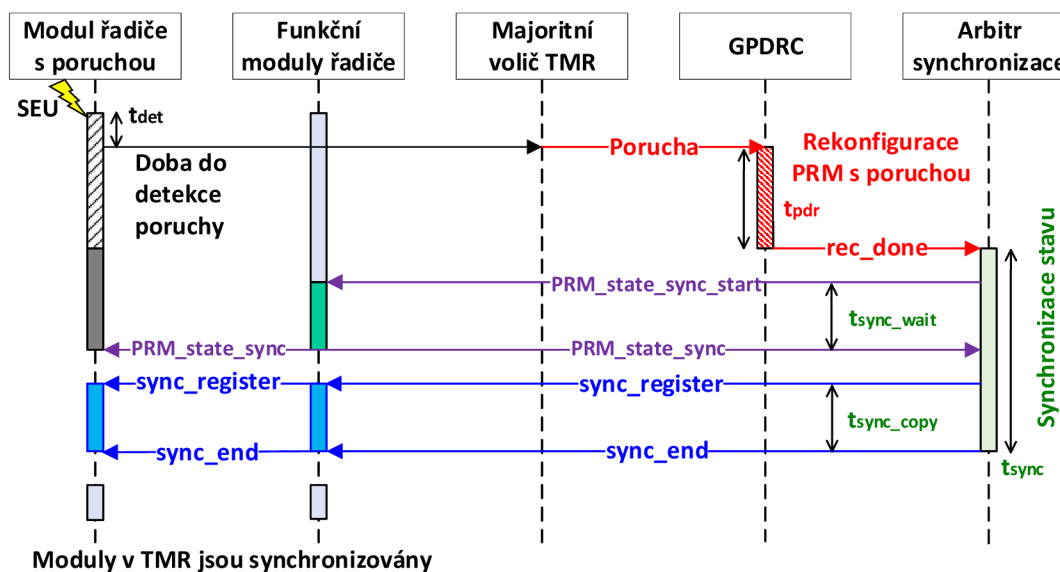 Modul řadiče
s poruchou
Funkční
moduly řadiče
Majoritní
volič TMR
GPDRC
Arbitr
synchronizace
SEU
tdet
Doba do
detekce
poruchy
Porucha
Rekonfigurace
PRM s poruchou
tpdr
rec_done
PRM_state_sync_start
tsync_wait
PRM_state_sync
PRM_state_sync
sync_register
sync_register
tsync_copy
sync_end
sync_end
tsync
Synchronizace stavu
Moduly v TMR jsou synchronizovány